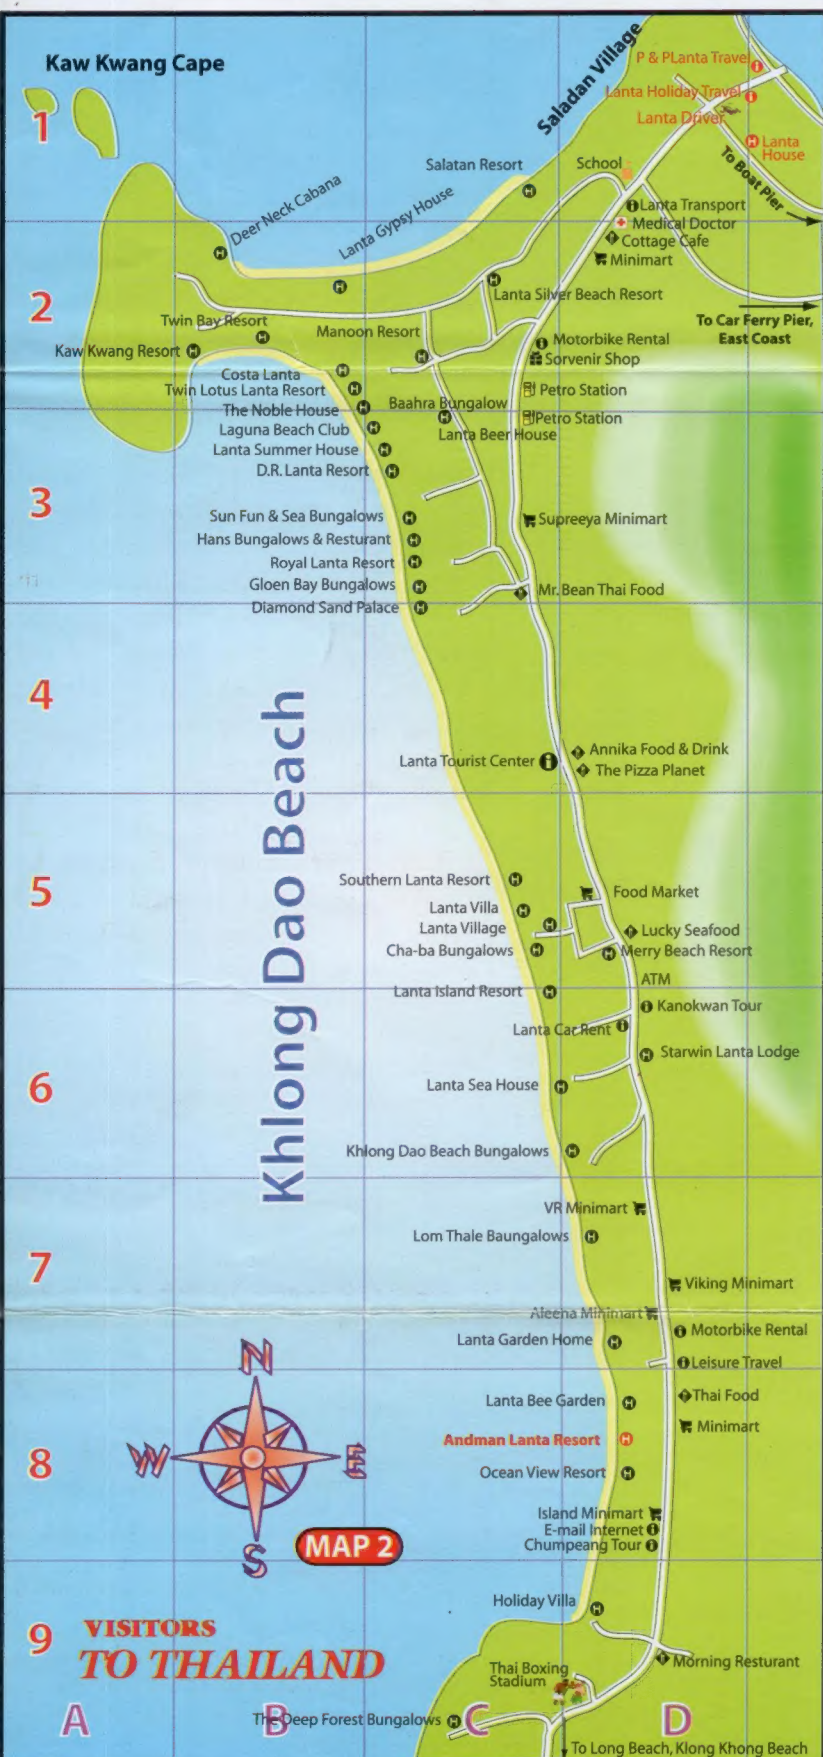 Kaw Kwang Cape
Saladan Village
P & PLanta Travel
Lanta Holiday Travel
Lanta Driver
Lanta
House
1
School
To Boat Pier
Salatan Resort
Lanta Transport
Medical Doctor
Cottage Cafe
Minimart
Deer Neck Cabana
Lanta Gypsy House
2
Lanta Silver Beach Resort
To Car Ferry Pier,
East Coast
Twin Bay Resort
Manoon Resort
Motorbike Rental
Kaw Kwang Resort
Sorvenir Shop
Costa Lanta
Twin Lotus Lanta Resort
Petro Station
The Noble House
Baahra Bungalow
Petro Station
Laguna Beach Club
Lanta Beer House
Lanta Summer House
D.R. Lanta Resort
3
Sun Fun & Sea Bungalows
Supreeya Minimart
Hans Bungalows & Resturant
Royal Lanta Resort
Gloen Bay Bungalows
Mr. Bean Thai Food
Diamond Sand Palace
4
Khlong Dao Beach
Lanta Tourist Center
Annika Food & Drink
The Pizza Planet
5
Southern Lanta Resort
Food Market
Lanta Villa
Lanta Village
Lucky Seafood
Cha-ba Bungalows
Merry Beach Resort
ATM
Lanta Island Resort
Kanokwan Tour
Lanta Car Rent
Starwin Lanta Lodge
6
Lanta Sea House
Khlong Dao Beach Bungalows
VR Minimart
Lom Thale Baungalows
7
Viking Minimart
Aleena Minimart
Motorbike Rental
Lanta Garden Home
Leisure Travel
N
Lanta Bee Garden
Thai Food
Minimart
Andman Lanta Resort
W
E
8
Ocean View Resort
Island Minimart
E-mail Internet
Chumpeang Tour
S
MAP 2
Holiday Villa
9
VISITORS
TO THAILAND
Morning Resturant
Thai Boxing
Stadium
A
B
C
D
The Deep Forest Bungalows
To Long Beach, Klong Khong Beach